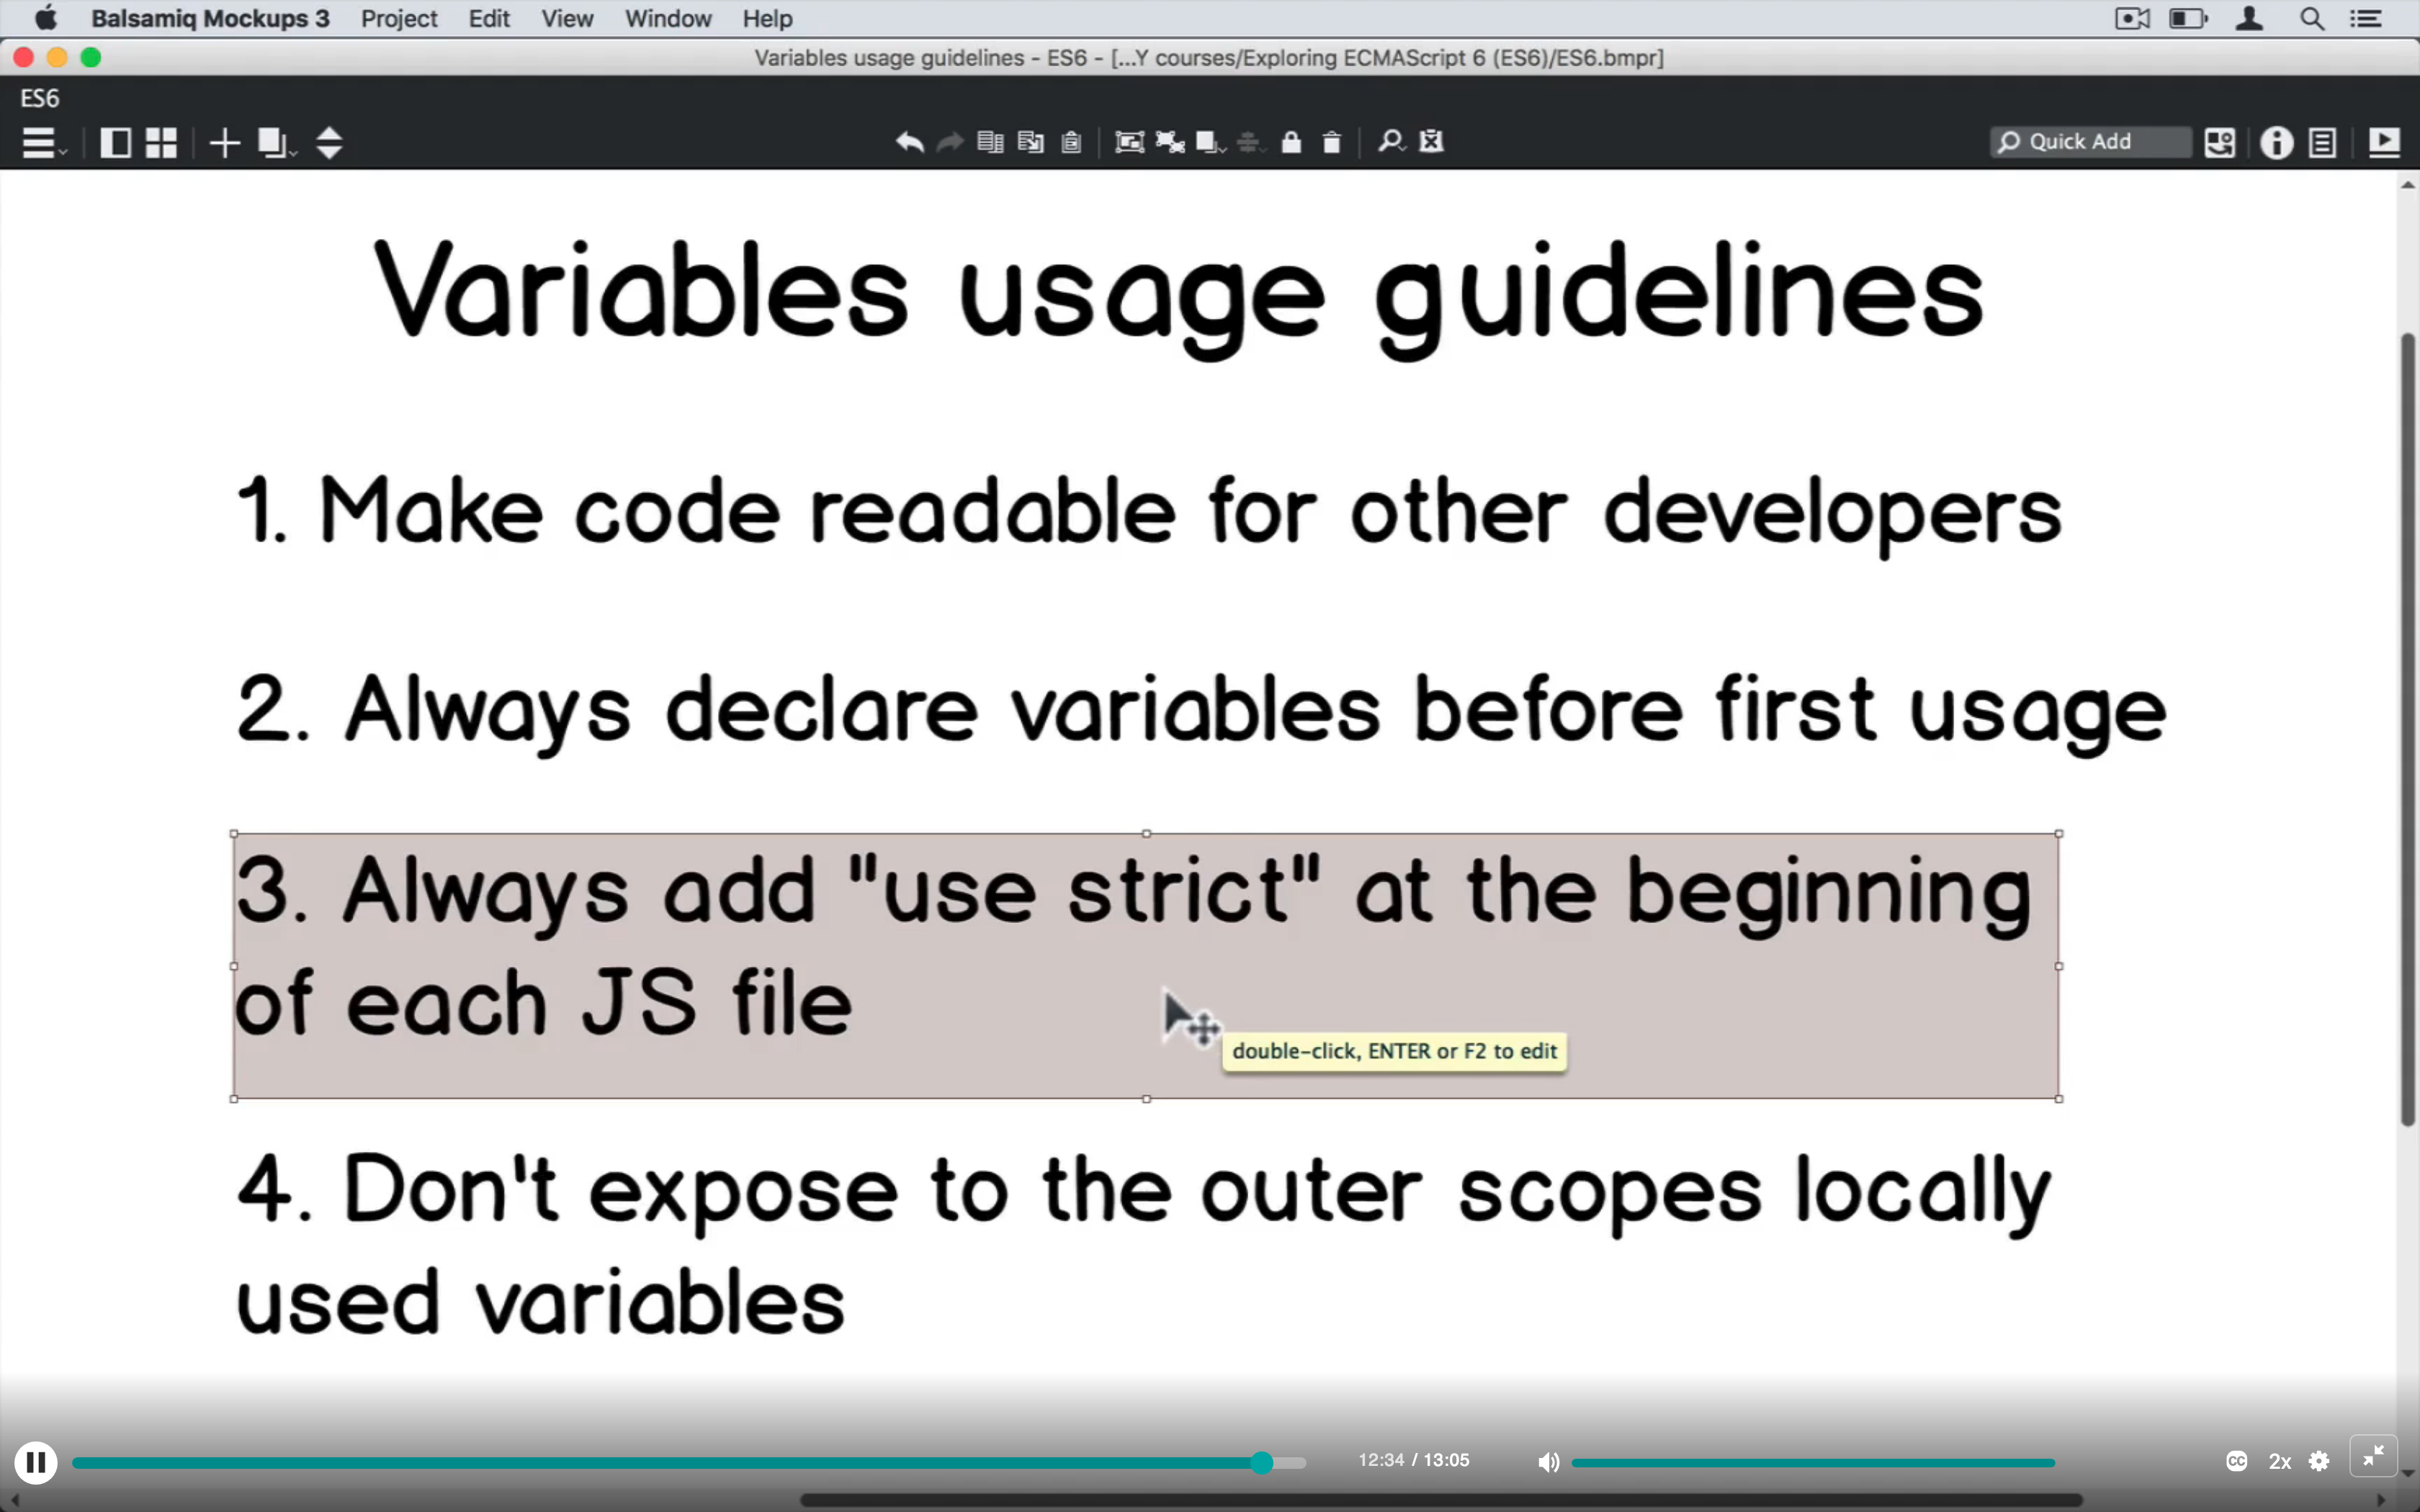 Balsamiq Mockups 3 Project Edit View Window Help
Variables usage guidelines - ES6 - [...Y courses/Exploring ECMAScript 6 (ES6)/ES6.bmpr]
ES6
Quick Add
Variables usage guidelines
1. Make code readable for other developers
2. Always declare variables before first usage
3. Always add "use strict" at the beginning
of each JS file
double-click, ENTER or F2 to edit
4. Don't expose to the outer scopes locally
used variables
12:34 / 13:05
CC
2x